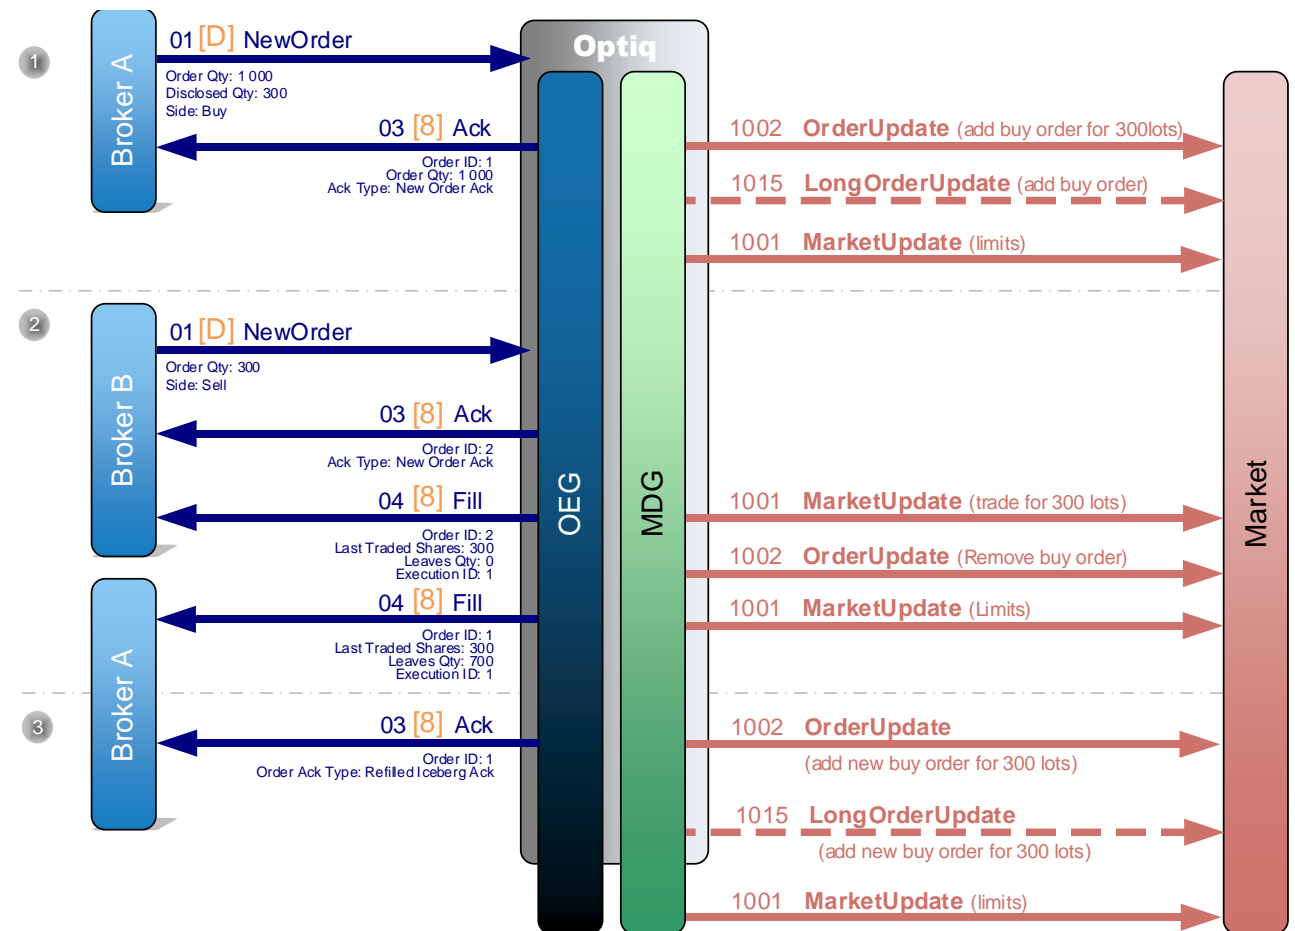 Optiq
1
Broker A
01 [D] NewOrder
Order Qty: 1 000
Disclosed Qty: 300
Side: Buy
03 [8] Ack
Order ID: 1
Order Qty: 1 000
Ack Type: New Order Ack
1002 OrderUpdate (add buy order for 300lots)
1015 LongOrderUpdate (add buy order)
1001 MarketUpdate (limits)
2
Broker B
01 [D] NewOrder
Order Qty: 300
Side: Sell
03 [8] Ack
Order ID: 2
Ack Type: New Order Ack
04 [8] Fill
Order ID: 2
Last Traded Shares: 300
Leaves Qty: 0
Execution ID: 1
OEG
MDG
Market
1001 MarketUpdate (trade for 300 lots)
1002 OrderUpdate (Remove buy order)
1001 MarketUpdate (Limits)
Broker A
04 [8] Fill
Order ID: 1
Last Traded Shares: 300
Leaves Qty: 700
Execution ID: 1
3
03 [8] Ack
Order ID: 1
Order Ack Type: Refilled Iceberg Ack
1002 OrderUpdate
(add new buy order for 300 lots)
1015 LongOrderUpdate
(add new buy order for 300 lots)
1001 MarketUpdate (limits)